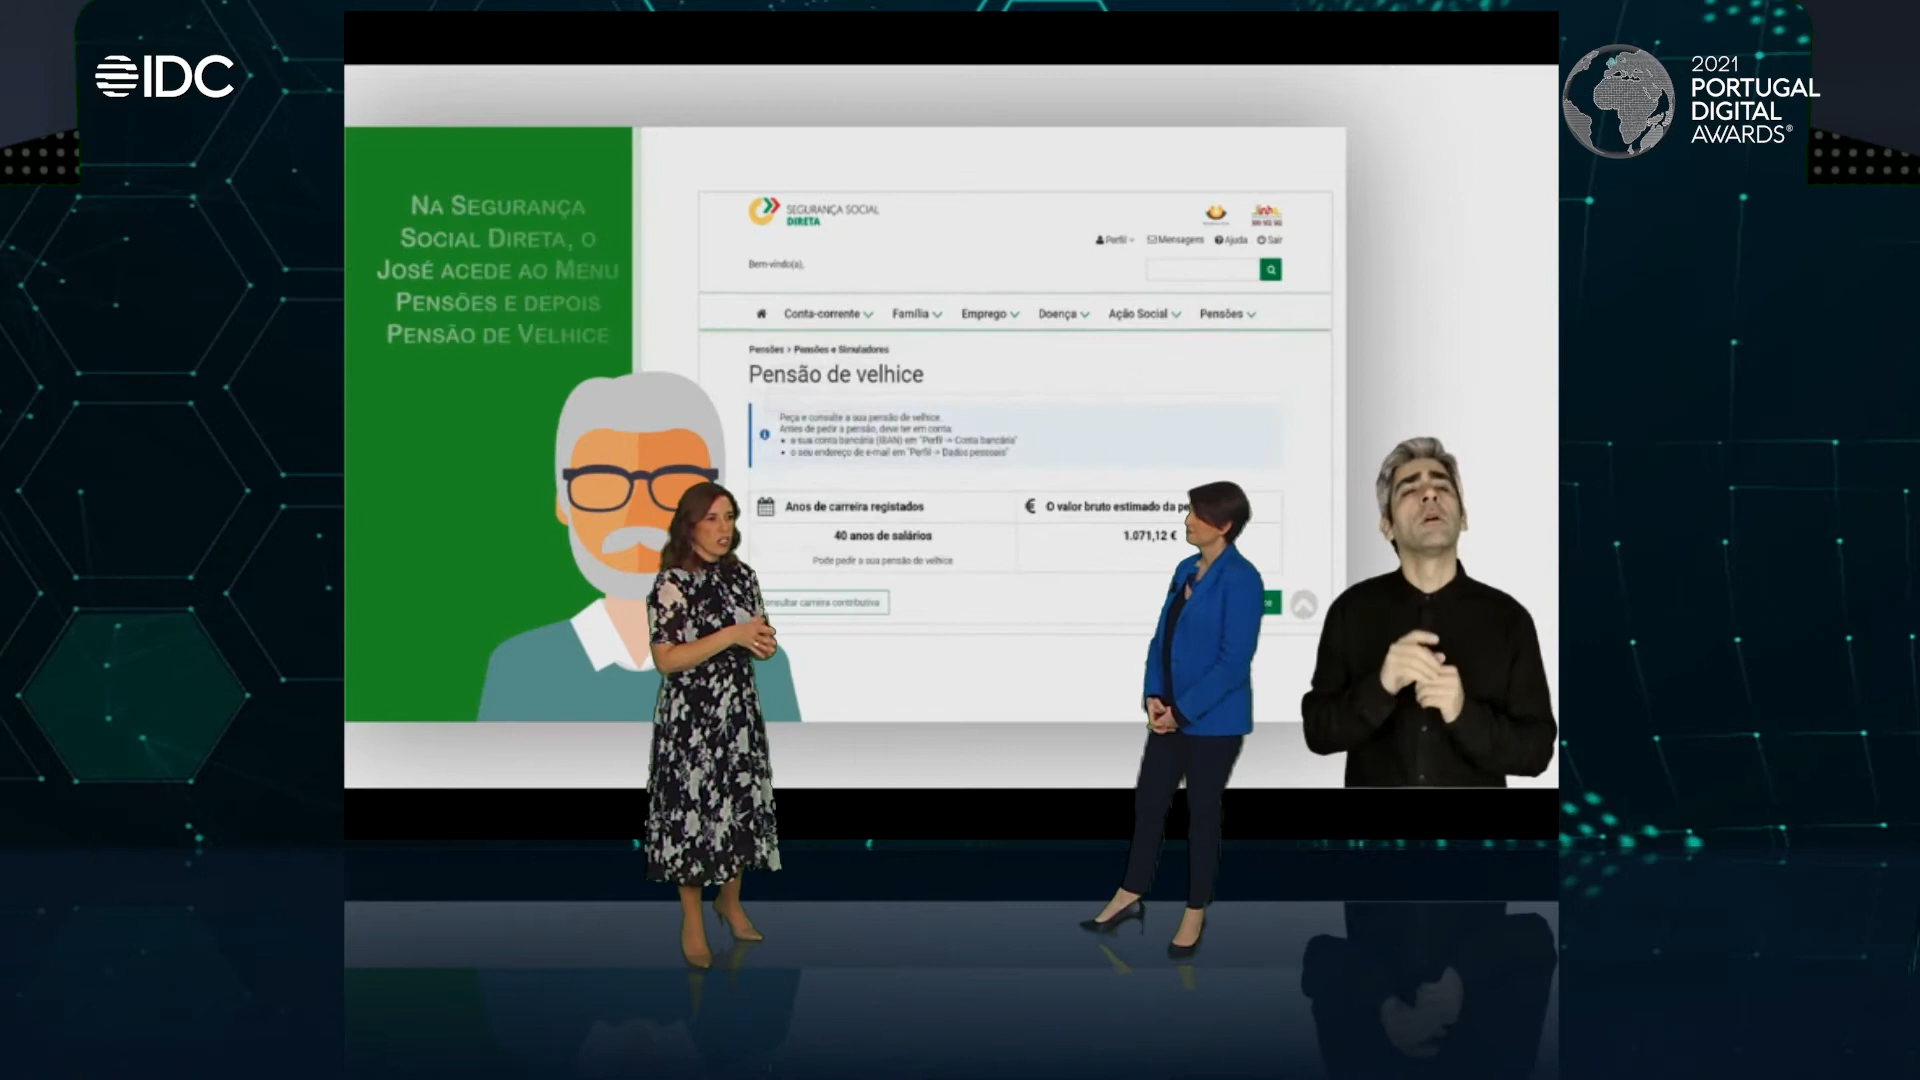 IDC
2021
PORTUGAL
DIGITAL
AWARDS®
NA SEGURANÇA
SOCIAL DIRETA, O
JOSÉ ACEDE AO MENU
PENSÕES E DEPOIS
PENSÃO DE VELHICE
SEGURANÇA SOCIAL
DIRETA
Perfil
Mensagens
Ajuda
Sair
Bem-vindo(a),
Conta-corrente
Família
Emprego
Doença
Ação Social
Pensões
Pensões > Pensões e Simuladores
Pensão de velhice
Peça e consulte a sua pensão de velhice.
Antes de pedir a pensão, deve ter em conta:
• a sua conta bancária (IBAN) em "Perfil -> Conta bancária"
• o seu endereço de e-mail em "Perfil -> Dados pessoais"
Anos de carreira registados
€ O valor bruto estimado da pe
40 anos de salários
1.071,12 €
Pode pedir a sua pensão de velhice
onsultar carreira contributiva